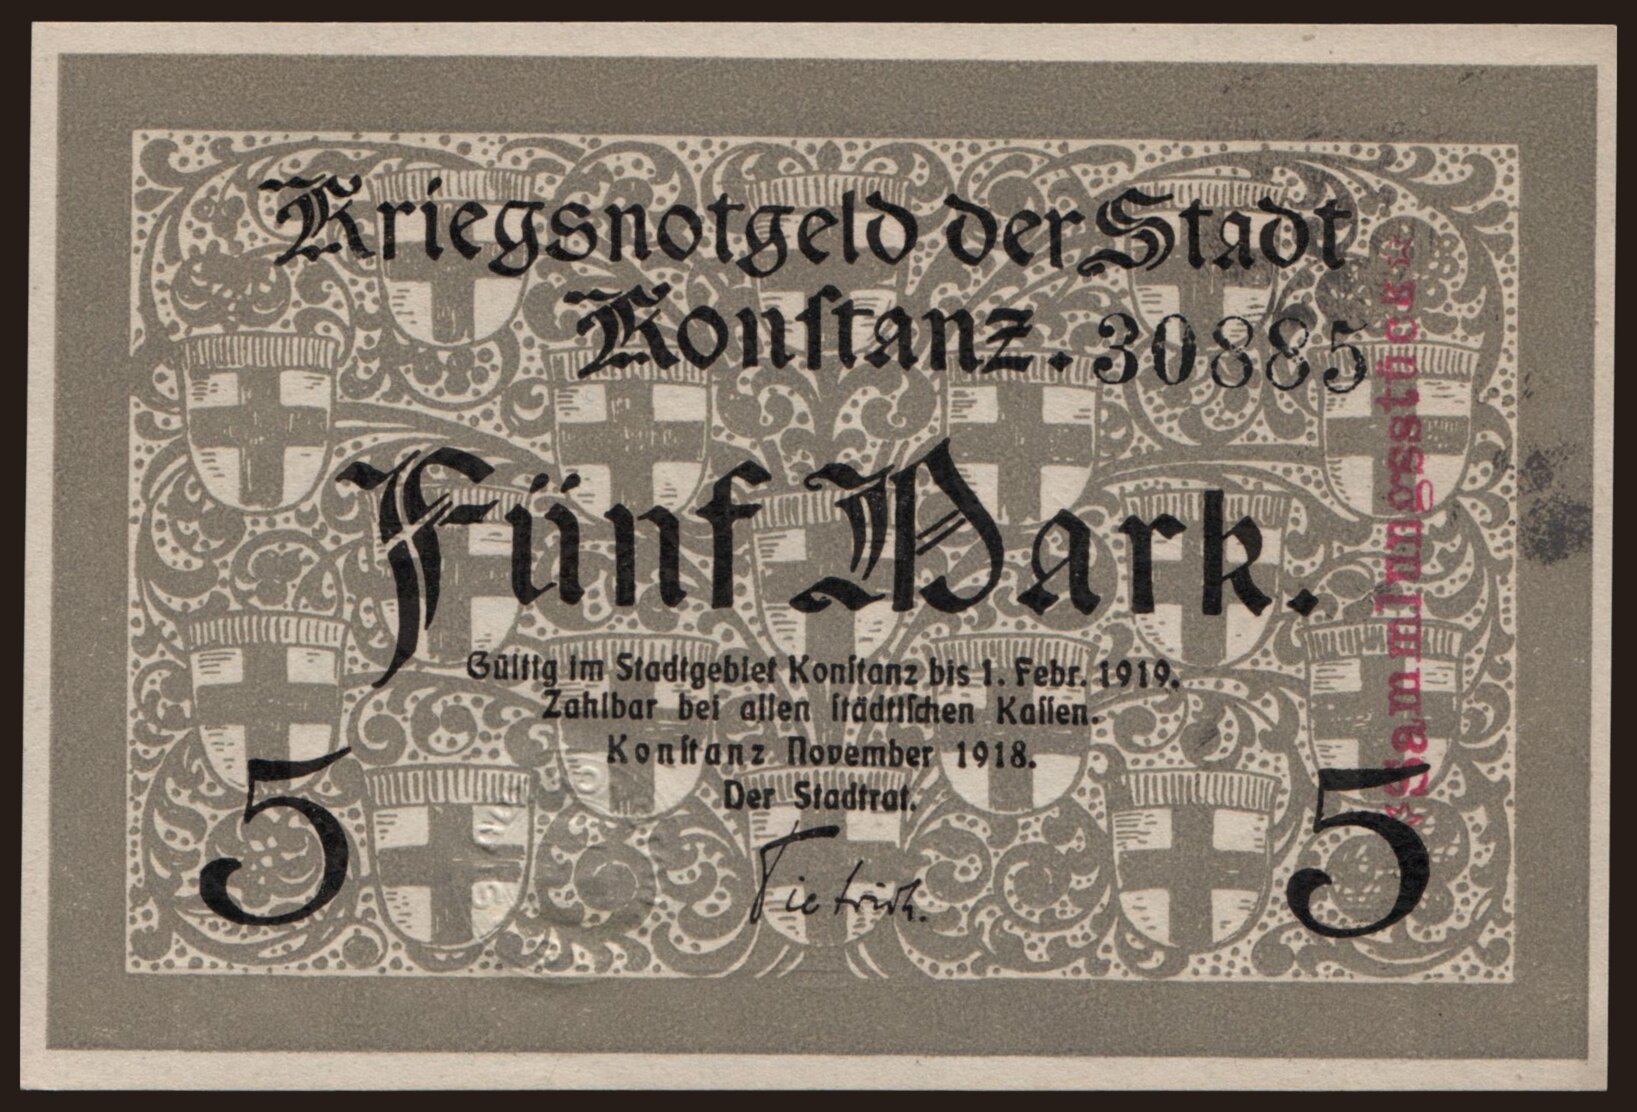 Kriegsnotgeld der Stadt
Konſtanz. 30885
Fünf Mark.
Gültig im Stadtgebiet Konſtanz bis 1. Febr. 1919.
Zahlbar bei allen ſtädtiſchen Kaſſen.
Konſtanz November 1918.
Der Stadtrat.
Dietrich.
5 5
*Sammlungsstück*